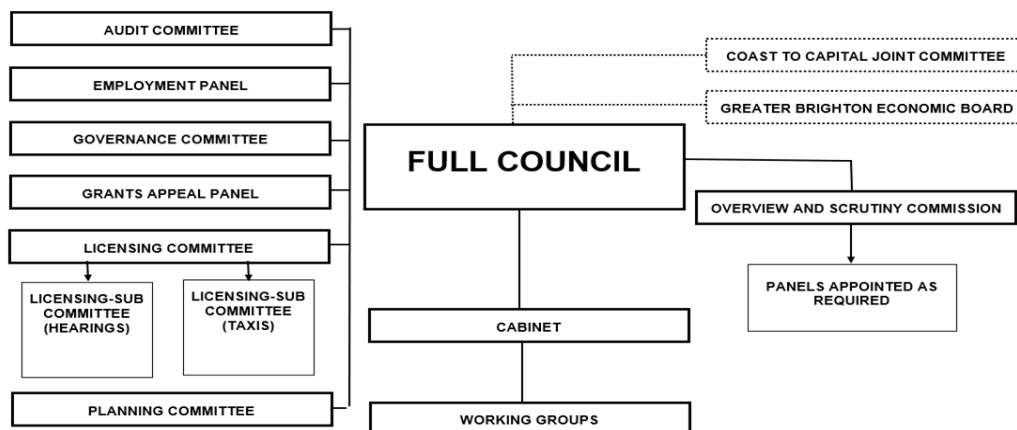 AUDIT COMMITTEE
EMPLOYMENT PANEL
GOVERNANCE COMMITTEE
GRANTS APPEAL PANEL
LICENSING COMMITTEE
LICENSING-SUB
COMMITTEE
(HEARINGS)
LICENSING-SUB
COMMITTEE
(TAXIS)
PLANNING COMMITTEE
FULL COUNCIL
CABINET
WORKING GROUPS
COAST TO CAPITAL JOINT COMMITTEE
GREATER BRIGHTON ECONOMIC BOARD
OVERVIEW AND SCRUTINY COMMISSION
PANELS APPOINTED AS
REQUIRED